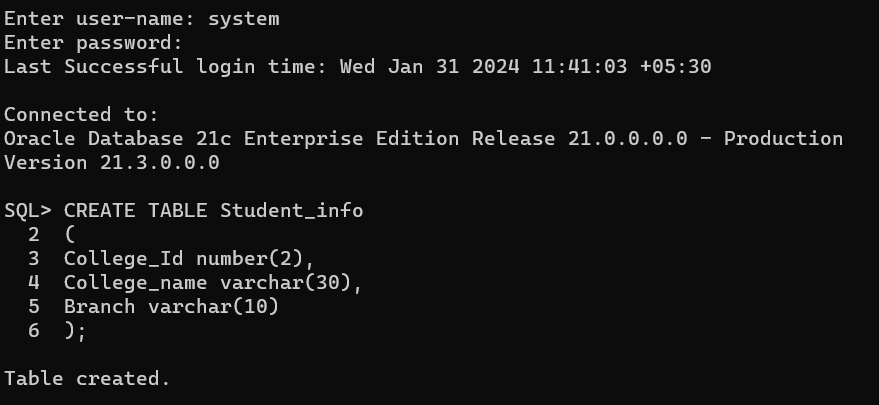 Enter user-name: system
Enter password:
Last Successful login time: Wed Jan 31 2024 11:41:03 +05:30
Connected to:
Oracle Database 21c Enterprise Edition Release 21.0.0.0.0 - Production
Version 21.3.0.0.0
SQL> CREATE TABLE Student_info
  2  (
  3  College_Id number(2),
  4  College_name varchar(30),
  5  Branch varchar(10)
  6  );
Table created.